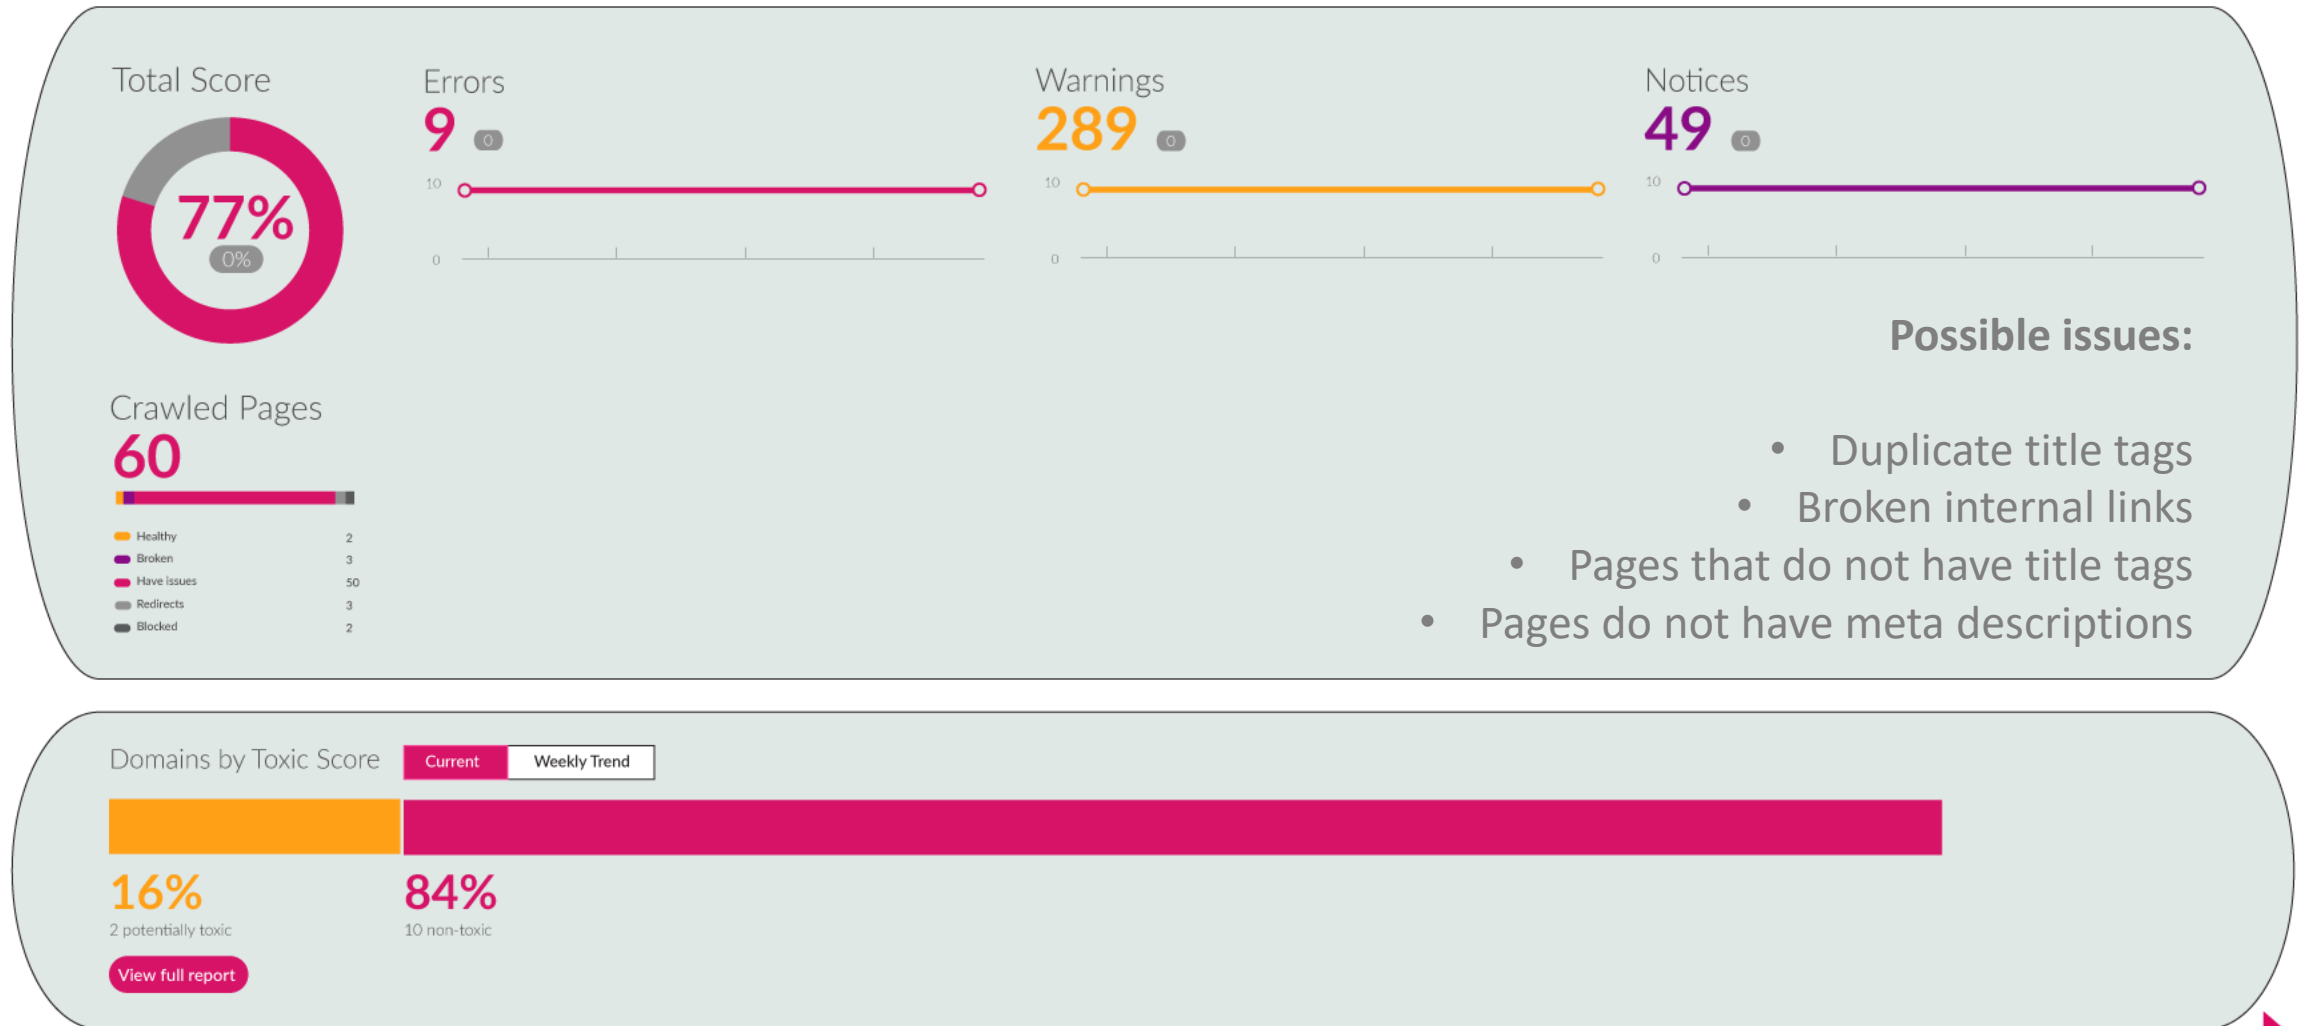 Total Score
77%
0%
Errors
9 0
10
0
Warnings
289 0
10
0
Notices
49 0
10
0
Crawled Pages
60
Healthy 2
Broken 3
Have issues 50
Redirects 3
Blocked 2
Possible issues:
• Duplicate title tags
• Broken internal links
• Pages that do not have title tags
• Pages do not have meta descriptions
Domains by Toxic Score Current Weekly Trend
16% 84%
2 potentially toxic 10 non-toxic
View full report